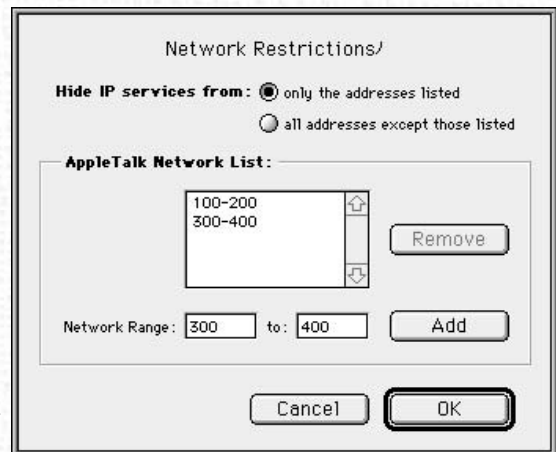 Network Restrictions/
Hide IP services from: only the addresses listed
all addresses except those listed
AppleTalk Network List:
100-200
300-400
Remove
Network Range: 300 to: 400 Add
Cancel OK